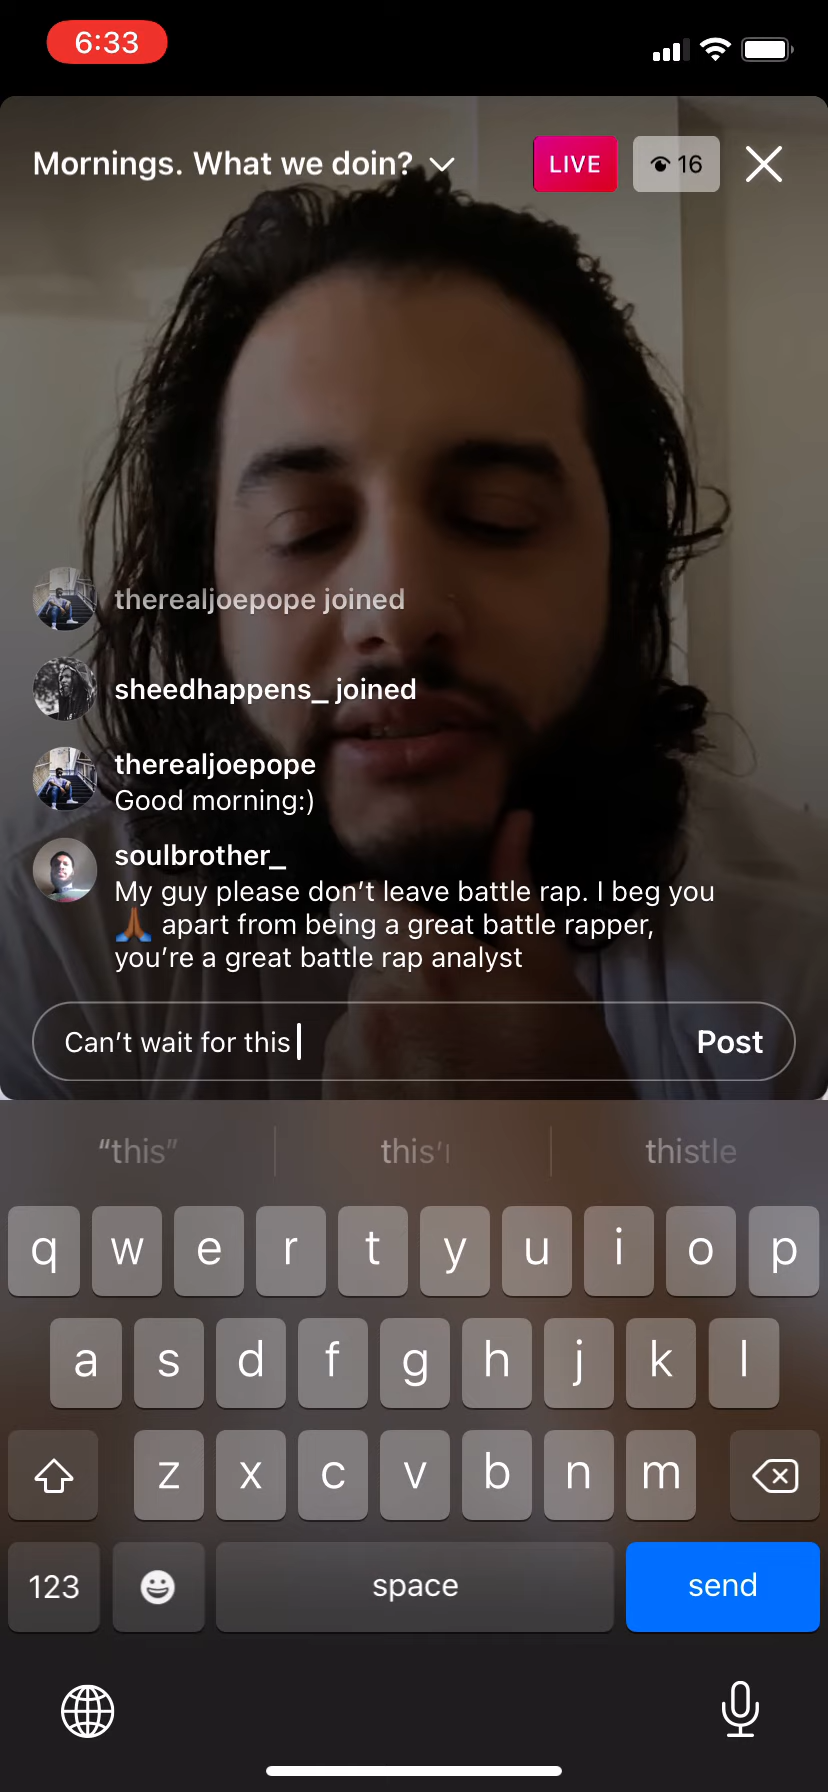 6:33
Mornings. What we doin?
LIVE
16
therealjoepope joined
sheedhappens_ joined
therealjoepope
Good morning:)
soulbrother_
My guy please don’t leave battle rap. I beg you
🙏🏾 apart from being a great battle rapper,
you’re a great battle rap analyst
Can’t wait for this
Post
“this” thistle
q w e r t y u i o p
a s d f g h j k l
z x c v b n m
123 space send